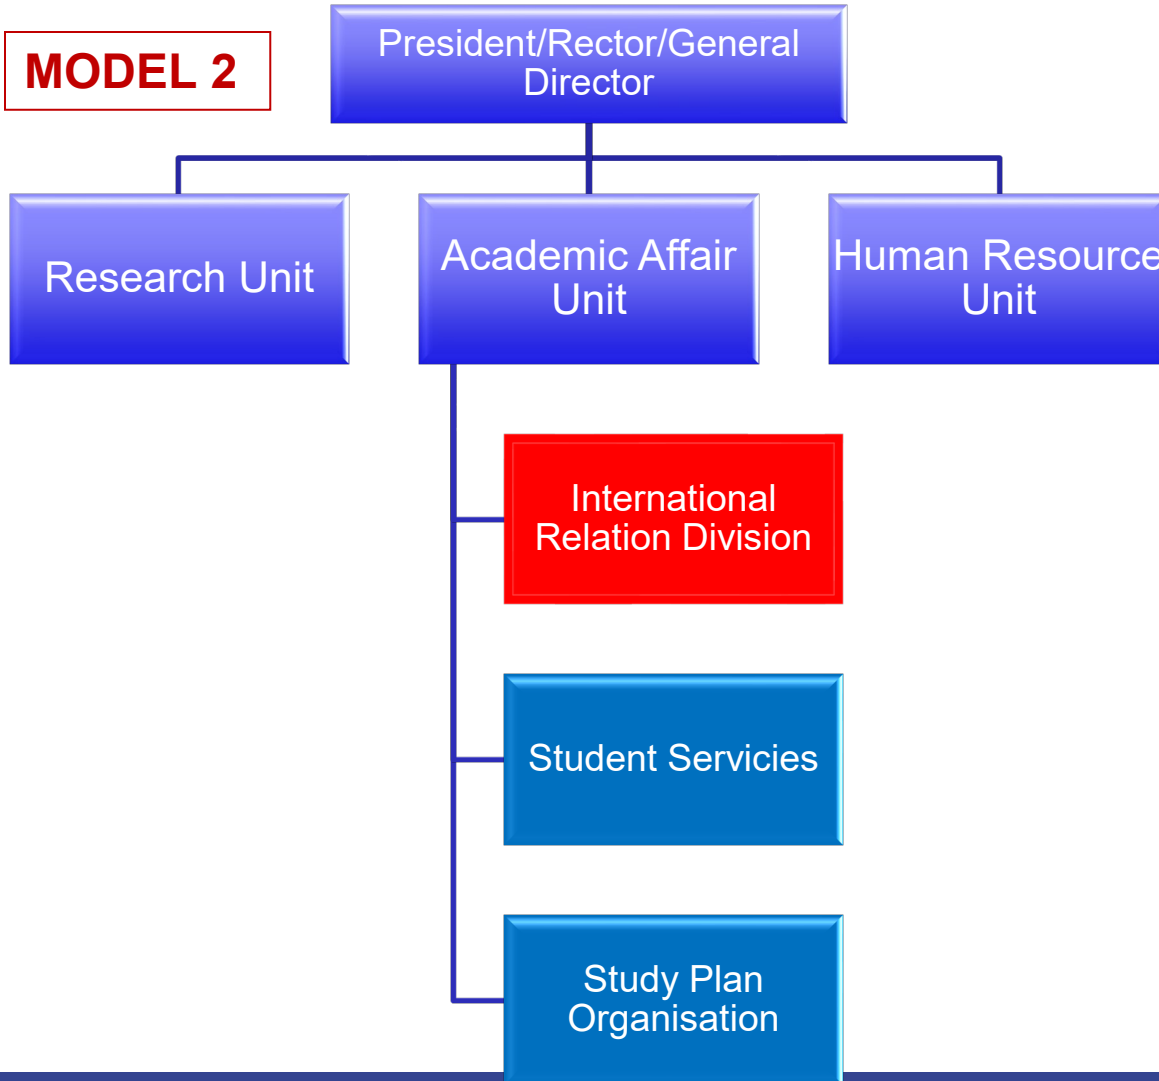 MODEL 2
President/Rector/General
Director
Research Unit
Academic Affair
Unit
Human Resource
Unit
International
Relation Division
Student Servicies
Study Plan
Organisation